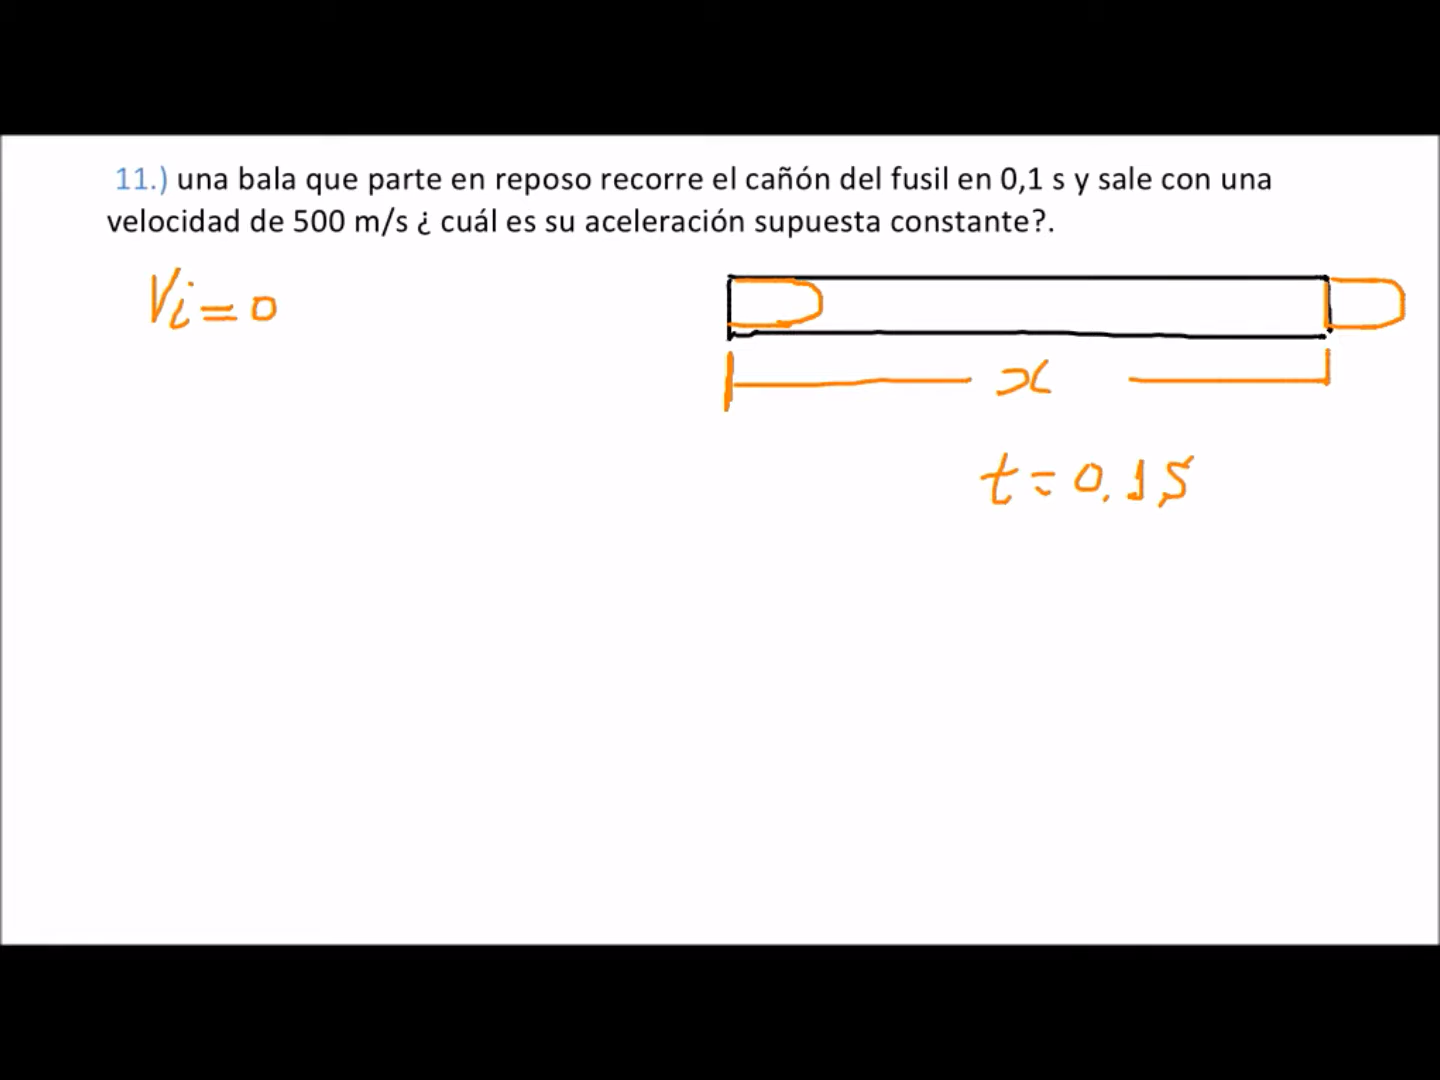 11.) una bala que parte en reposo recorre el cañón del fusil en 0,1 s y sale con una
velocidad de 500 m/s ¿ cuál es su aceleración supuesta constante?.
Vi = 0
x
t = 0.1 s